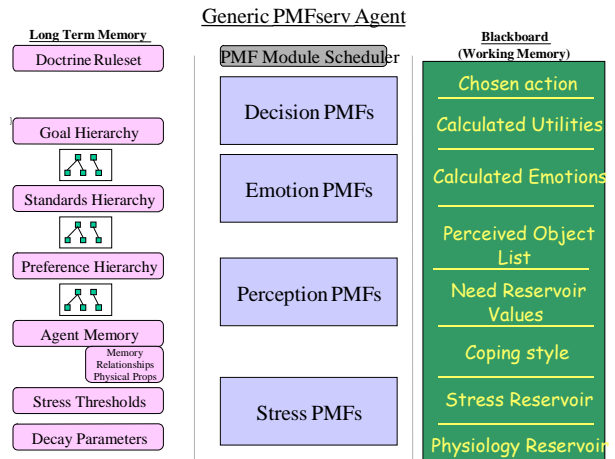 Generic PMFserv Agent
Long Term Memory
Doctrine Ruleset
Goal Hierarchy
Standards Hierarchy
Preference Hierarchy
Agent Memory
Memory
Relationships
Physical Props
Stress Thresholds
Decay Parameters
PMF Module Scheduler
Decision PMFs
Emotion PMFs
Perception PMFs
Stress PMFs
Blackboard
(Working Memory)
Chosen action
Calculated Utilities
Calculated Emotions
Perceived Object
List
Need Reservoir
Values
Coping style
Stress Reservoir
Physiology Reservoir